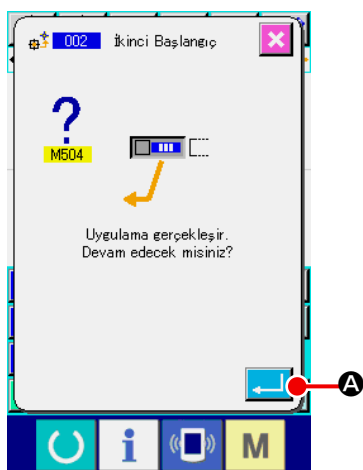 002 İkinci Başlangıç
?
M504
Uygulama gerçekleşir.
Devam edecek misiniz?
A
i M